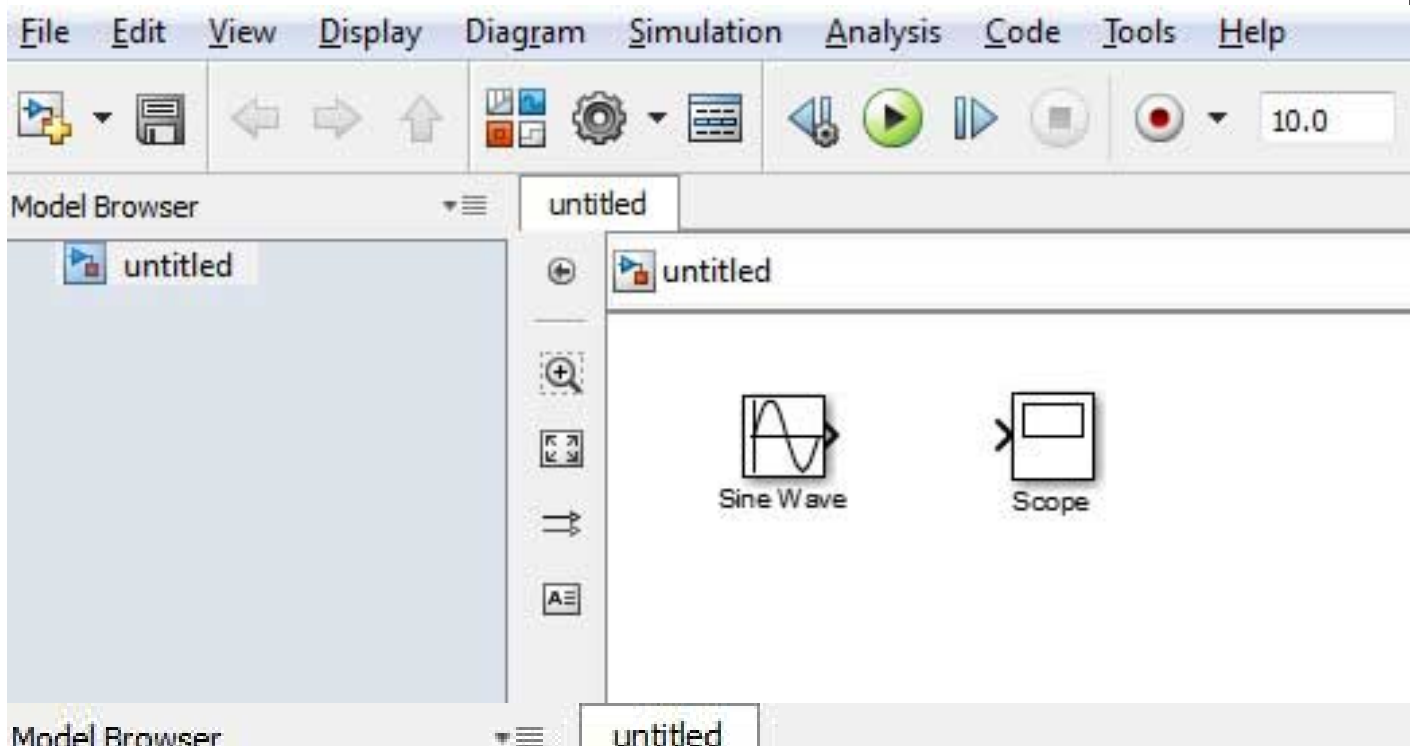 File Edit View Display Diagram Simulation Analysis Code Tools Help
10.0
Model Browser
untitled
untitled
untitled
Sine Wave
Scope
Model Browser
untitled